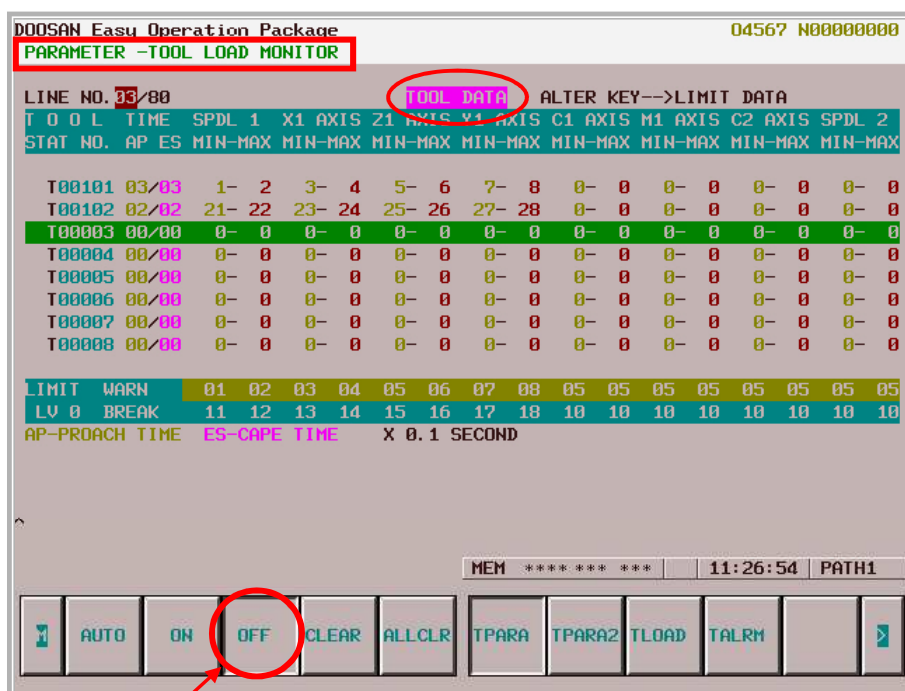 DOOSAN Easy Operation Package O4567 N00000000
PARAMETER -TOOL LOAD MONITOR
LINE NO. 03/80 TOOL DATA ALTER KEY-->LIMIT DATA
T O O L TIME SPDL 1 X1 AXIS Z1 AXIS Y1 AXIS C1 AXIS M1 AXIS C2 AXIS SPDL 2
STAT NO. AP ES MIN-MAX MIN-MAX MIN-MAX MIN-MAX MIN-MAX MIN-MAX MIN-MAX MIN-MAX
T00101 03/03 1- 2 3- 4 5- 6 7- 8 0- 0 0- 0 0- 0 0- 0
T00102 02/02 21- 22 23- 24 25- 26 27- 28 0- 0 0- 0 0- 0 0- 0
T00003 00/00 0- 0 0- 0 0- 0 0- 0 0- 0 0- 0 0- 0 0- 0
T00004 00/00 0- 0 0- 0 0- 0 0- 0 0- 0 0- 0 0- 0 0- 0
T00005 00/00 0- 0 0- 0 0- 0 0- 0 0- 0 0- 0 0- 0 0- 0
T00006 00/00 0- 0 0- 0 0- 0 0- 0 0- 0 0- 0 0- 0 0- 0
T00007 00/00 0- 0 0- 0 0- 0 0- 0 0- 0 0- 0 0- 0 0- 0
T00008 00/00 0- 0 0- 0 0- 0 0- 0 0- 0 0- 0 0- 0 0- 0
LIMIT WARN 01 02 03 04 05 06 07 08 05 05 05 05 05 05 05 05
LV 0 BREAK 11 12 13 14 15 16 17 18 10 10 10 10 10 10 10 10
AP-PROACH TIME ES-CAPE TIME X 0.1 SECOND
^
MEM **** *** *** 11:26:54 PATH1
M AUTO ON OFF CLEAR ALLCLR TPARA TPARA2 TLOAD TALRM >